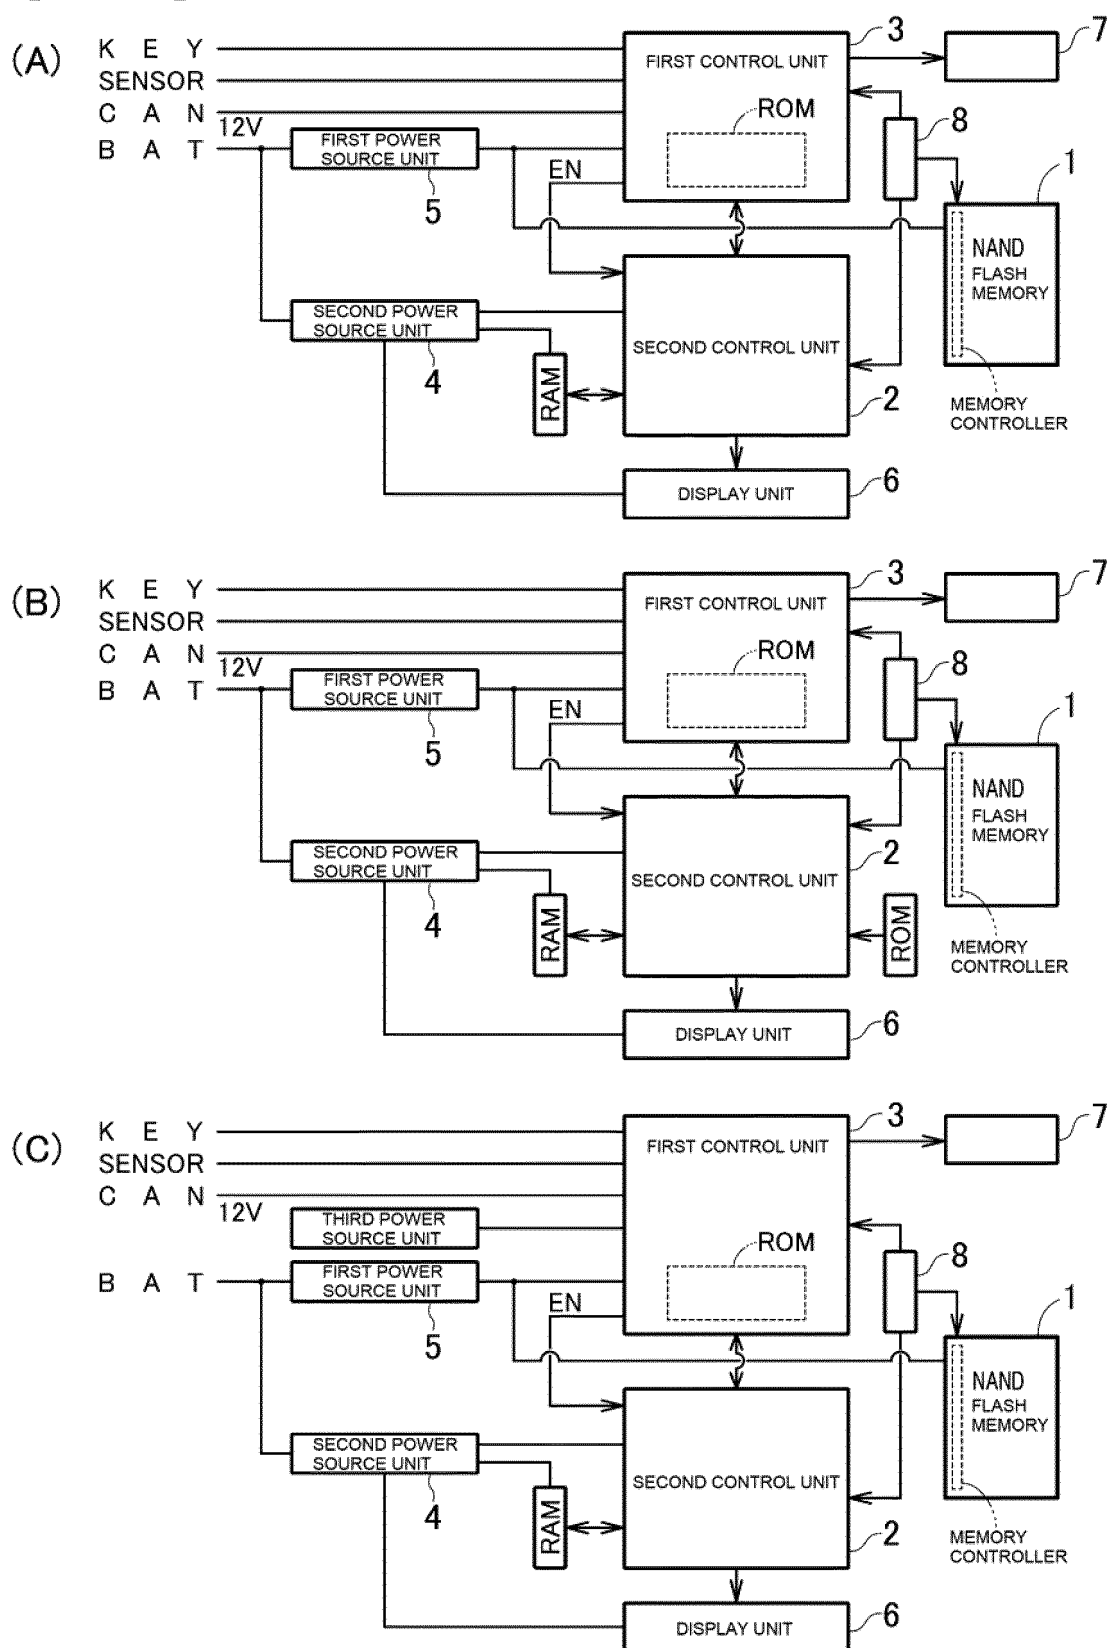 (A)
K E Y
SENSOR
C A N
12V
B A T
FIRST POWER
SOURCE UNIT
5
EN
FIRST CONTROL UNIT
ROM
3
7
8
1
NAND
FLASH
MEMORY
MEMORY
CONTROLLER
SECOND POWER
SOURCE UNIT
4
RAM
SECOND CONTROL UNIT
2
DISPLAY UNIT
6
(B)
K E Y
SENSOR
C A N
12V
B A T
FIRST POWER
SOURCE UNIT
5
EN
FIRST CONTROL UNIT
ROM
3
7
8
1
NAND
FLASH
MEMORY
MEMORY
CONTROLLER
SECOND POWER
SOURCE UNIT
4
RAM
SECOND CONTROL UNIT
2
ROM
DISPLAY UNIT
6
(C)
K E Y
SENSOR
C A N
12V
THIRD POWER
SOURCE UNIT
B A T
FIRST POWER
SOURCE UNIT
5
EN
FIRST CONTROL UNIT
ROM
3
7
8
1
NAND
FLASH
MEMORY
MEMORY
CONTROLLER
SECOND POWER
SOURCE UNIT
4
RAM
SECOND CONTROL UNIT
2
DISPLAY UNIT
6